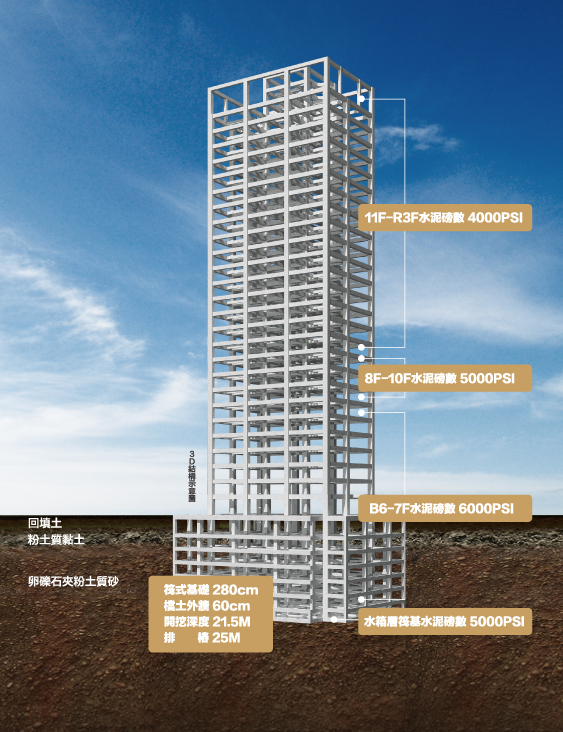 11F-R3F水泥磅數 4000PSI
8F-10F水泥磅數 5000PSI
3D結構示意圖
B6-7F水泥磅數 6000PSI
回填土
粉土質黏土
卵礫石夾粉土質砂
筏式基礎 280cm
擋土外牆 60cm
開挖深度 21.5M
排 樁 25M
水箱層筏基水泥磅數 5000PSI